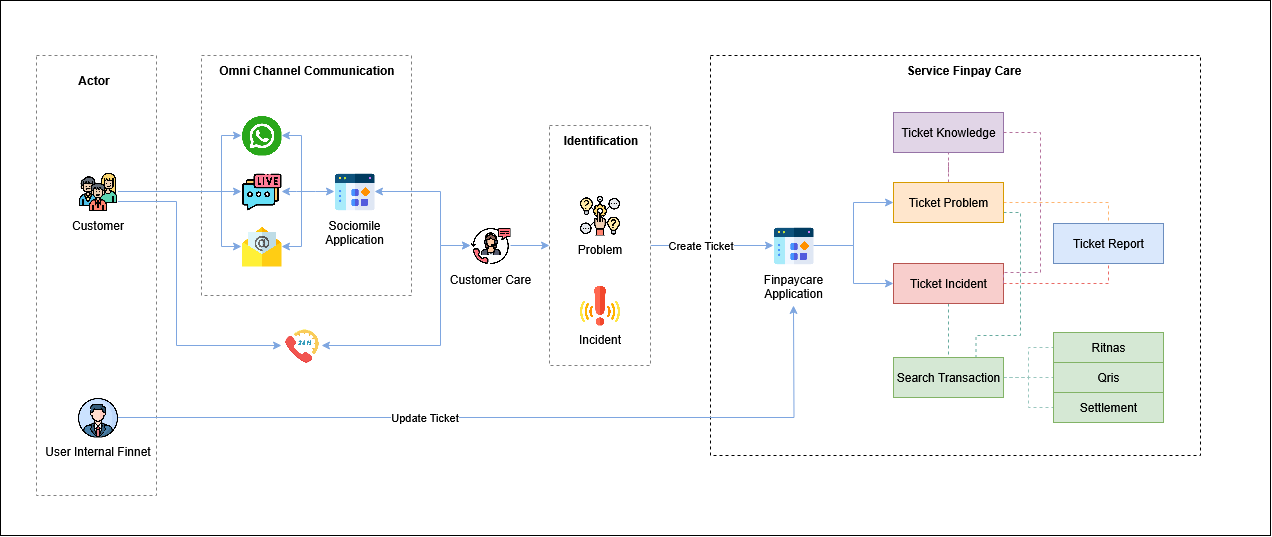 Actor
Customer
User Internal Finnet
Omni Channel Communication
LIVE
@
Sociomile
Application
24 H
Customer Care
Identification
Problem
Incident
Create Ticket
Update Ticket
Service Finpay Care
Finpaycare
Application
Ticket Knowledge
Ticket Problem
Ticket Report
Ticket Incident
Search Transaction
Ritnas
Qris
Settlement